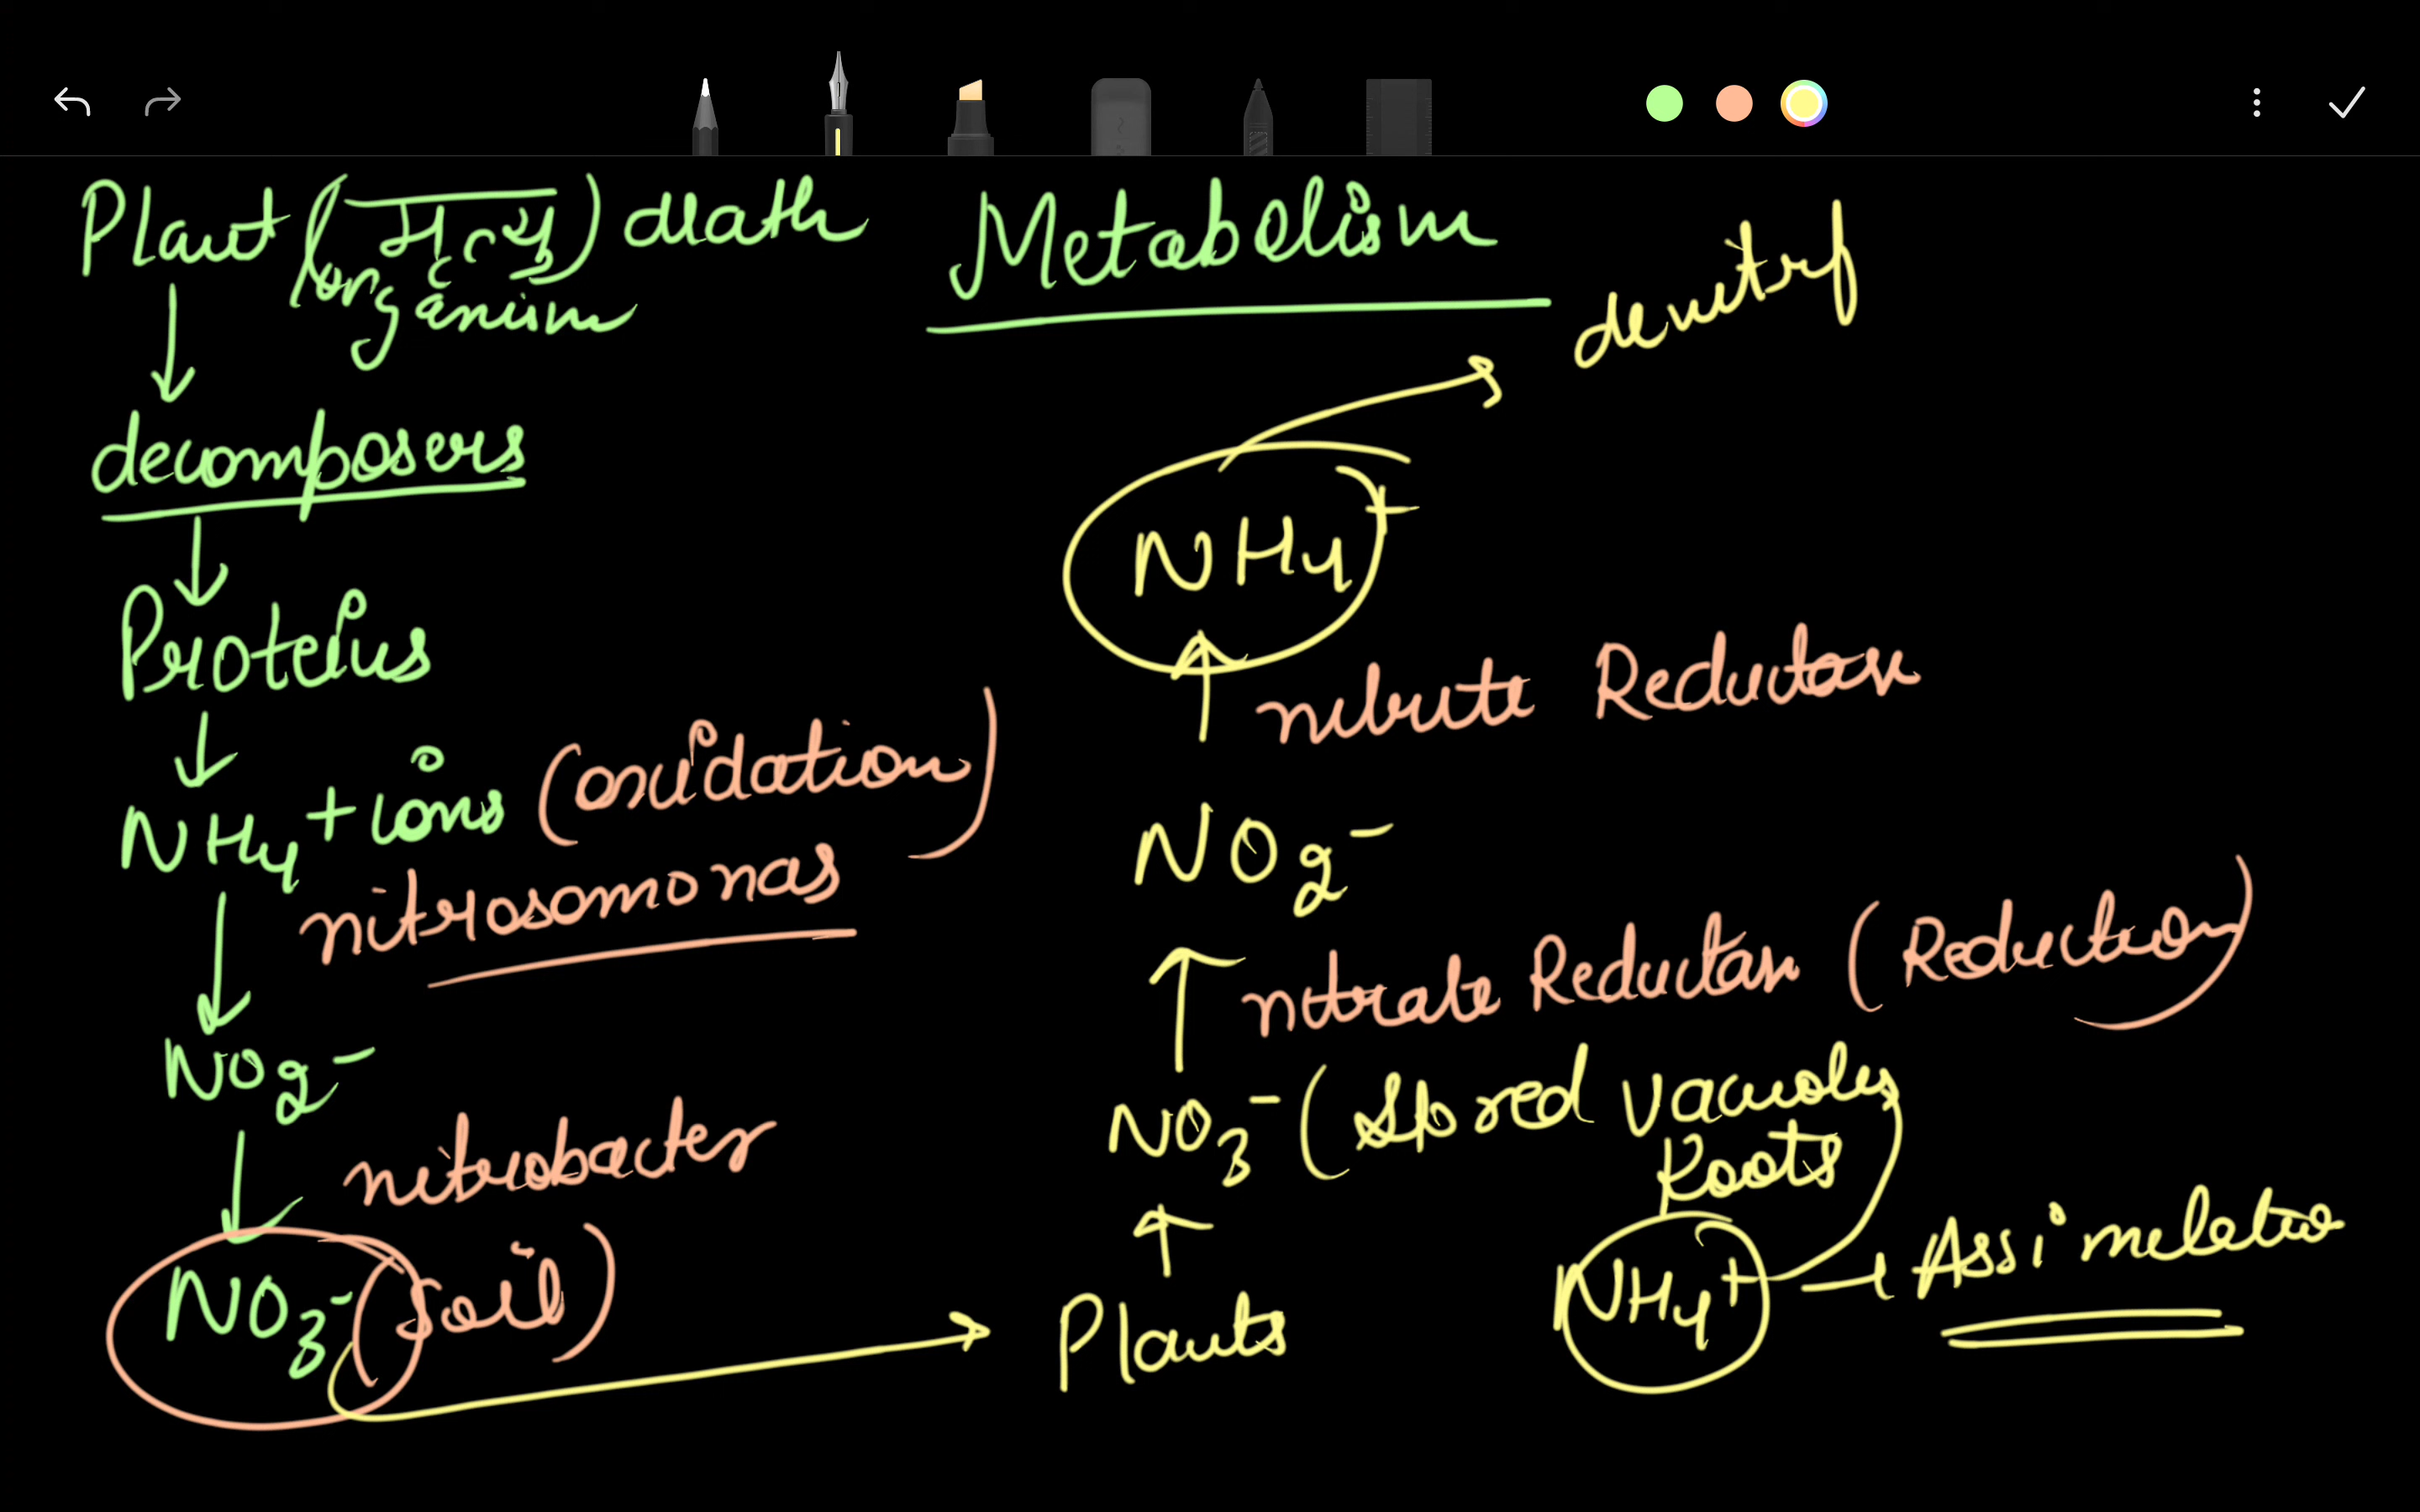 Plant (मृत्यु) death
organism
Metabolism
denitrf
decomposers
Proteins
NH4+ ions (oxidation)
nitrosomonas
NO2-
nitrobacter
NO3- (soil)
NH4+
nitrite Reductase
NO2-
nitrate Reductase (Reduction)
NO3- (stored vacuoles
Roots
Plants
NH4+ → Assimelatio